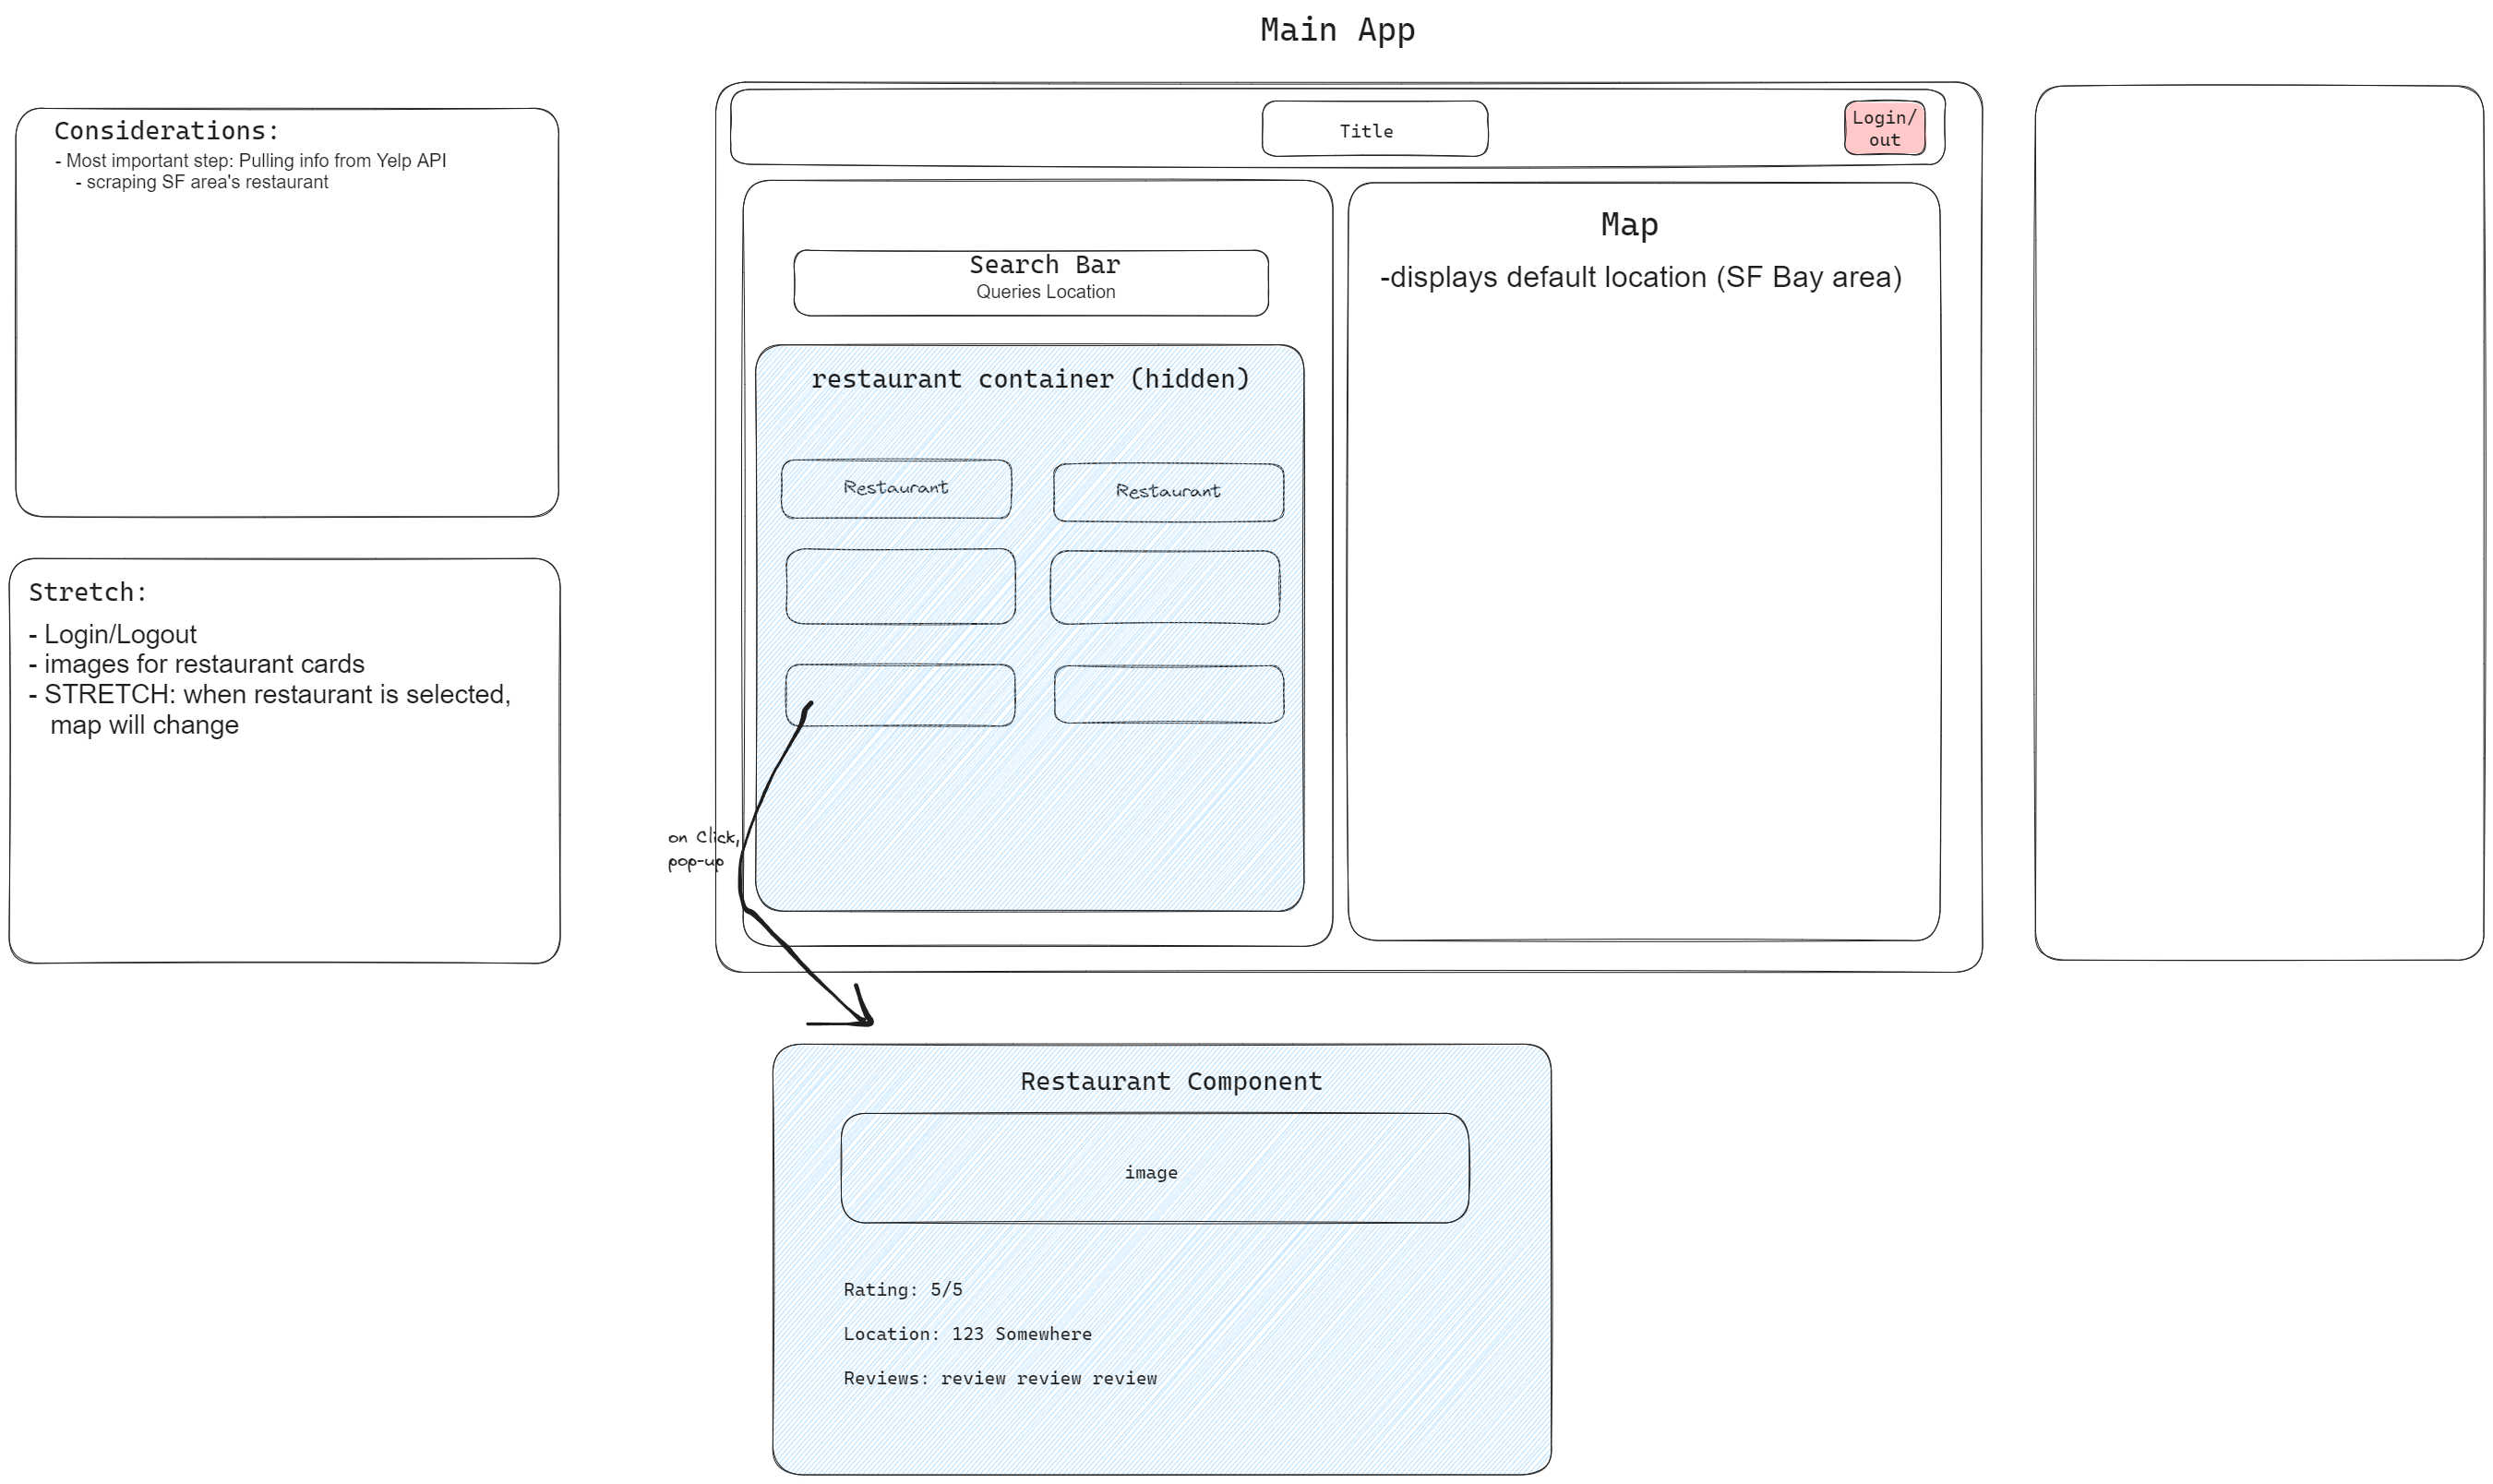 Main App
Considerations:
- Most important step: Pulling info from Yelp API
- scraping SF area's restaurant
Stretch:
- Login/Logout
- images for restaurant cards
- STRETCH: when restaurant is selected,
map will change
Title
Login/
out
Search Bar
Queries Location
restaurant container (hidden)
Restaurant
Restaurant
on Click,
pop-up
Map
-displays default location (SF Bay area)
Restaurant Component
image
Rating: 5/5
Location: 123 Somewhere
Reviews: review review review